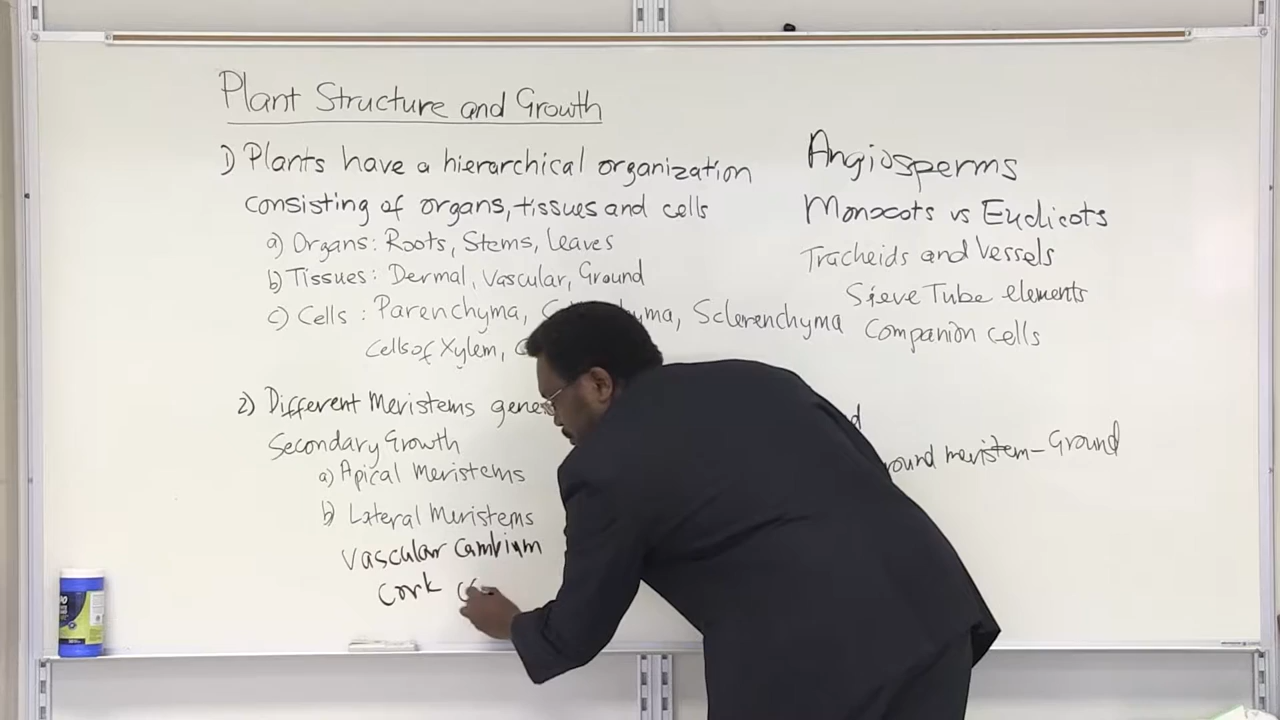 Plant Structure and Growth
1) Plants have a hierarchical organization
consisting of organs, tissues and cells
a) Organs: Roots, Stems, Leaves
b) Tissues: Dermal, Vascular, Ground
c) Cells: Parenchyma, Sclerenchyma
Cells of Xylem,
2) Different Meristems
Secondary Growth
a) Apical Meristems
b) Lateral Meristems
Vascular Cambium
Cork
Angiosperms
Monocots vs Eudicots
Tracheids and Vessels
Sieve Tube elements
Companion cells
meristem - Ground